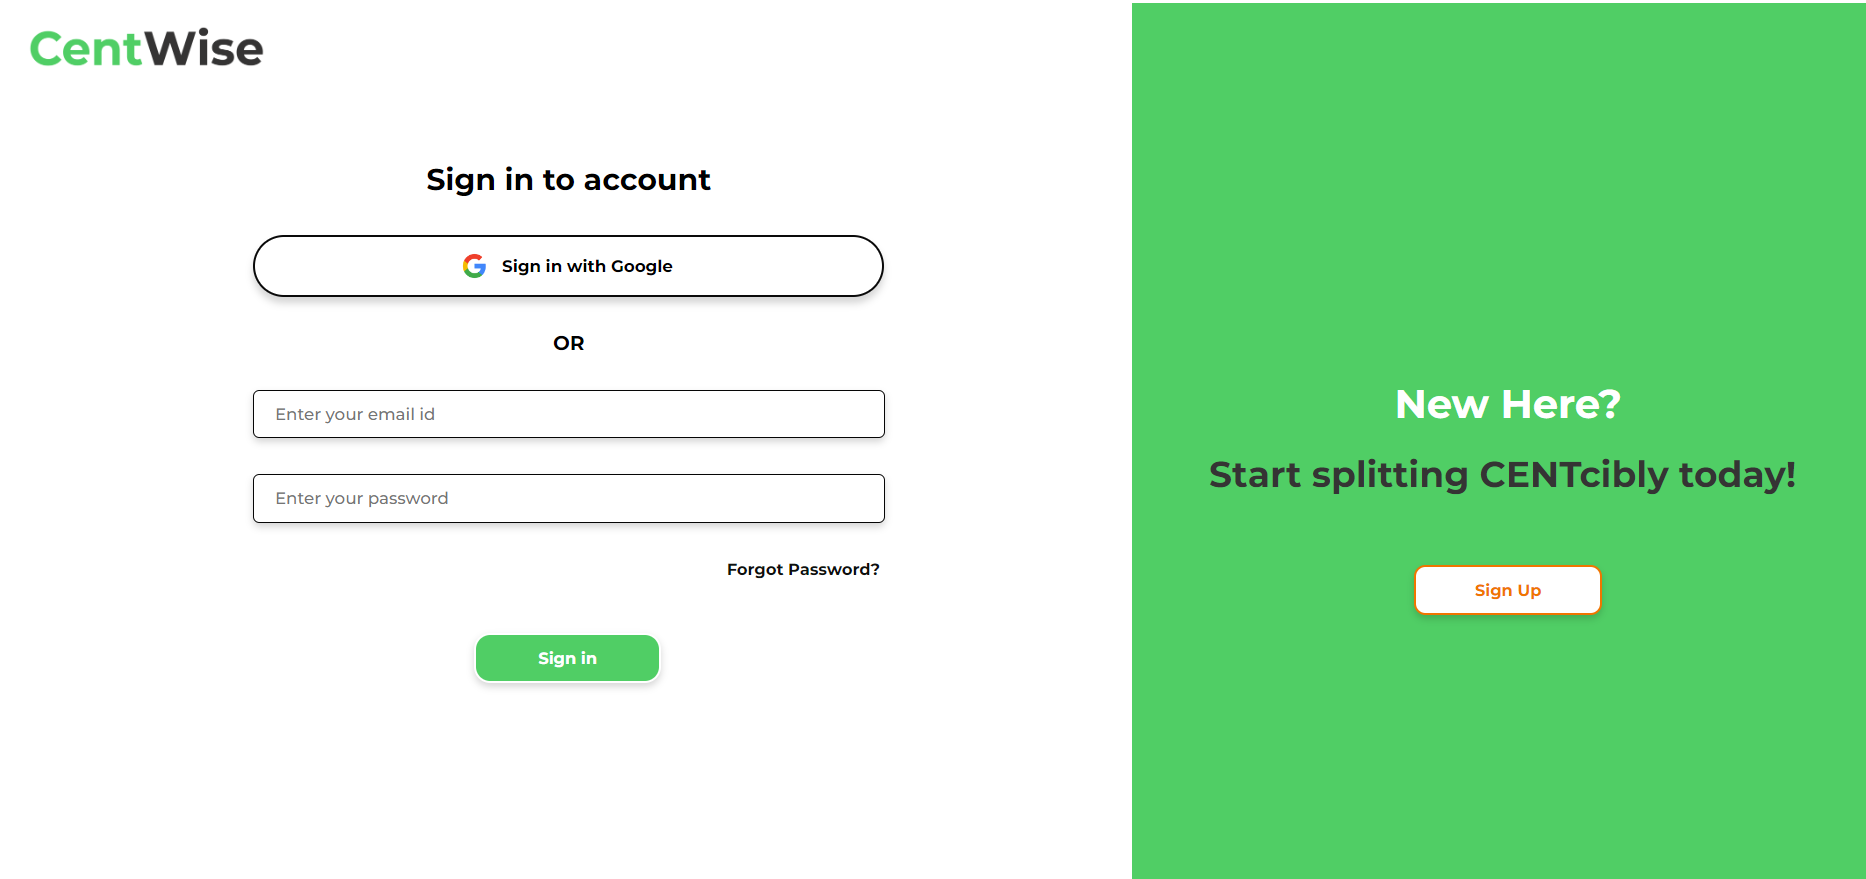 CentWise
Sign in to account
Sign in with Google
OR
Enter your email id
Enter your password
Forgot Password?
Sign in
New Here?
Start splitting CENTcibly today!
Sign Up